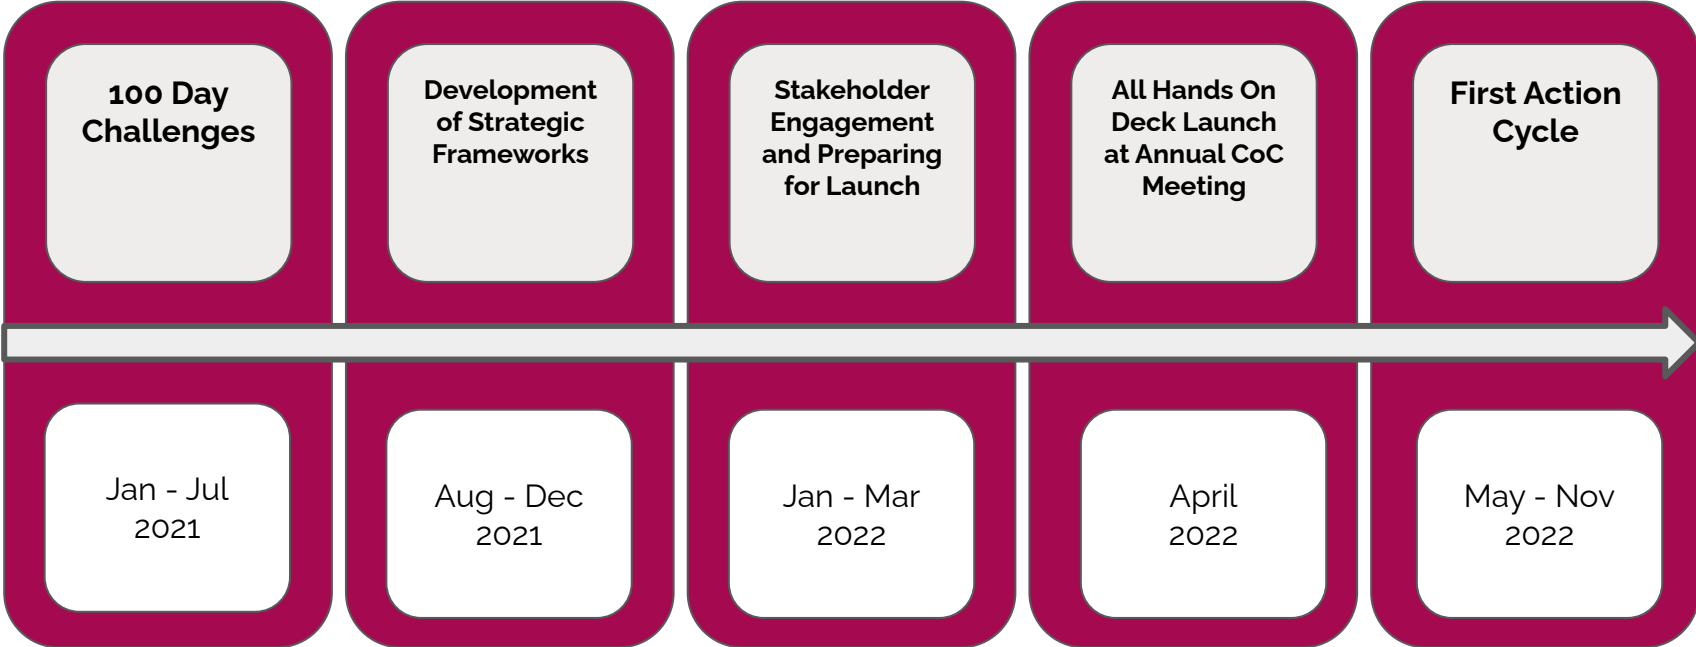 100 Day
Challenges
Development
of Strategic
Frameworks
Stakeholder
Engagement
and Preparing
for Launch
All Hands On
Deck Launch
at Annual CoC
Meeting
First Action
Cycle
Jan - Jul
2021
Aug - Dec
2021
Jan - Mar
2022
April
2022
May - Nov
2022